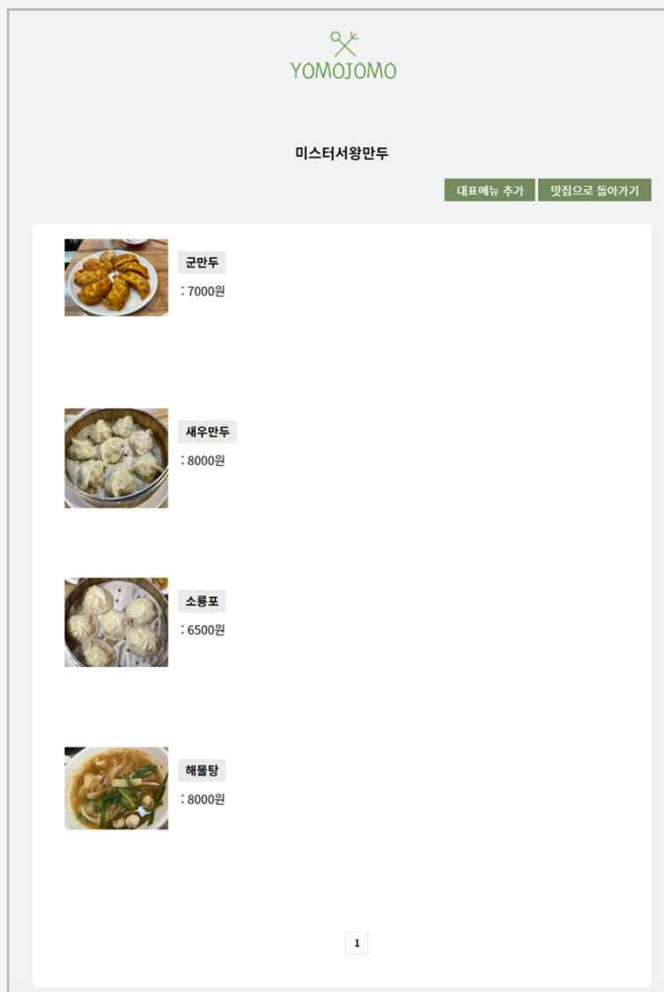 YOMOJOMO
미스터서왕만두
대표메뉴 추가 맛집으로 돌아가기
군만두
: 7000원
새우만두
: 8000원
소룡포
: 6500원
해물탕
: 8000원
1